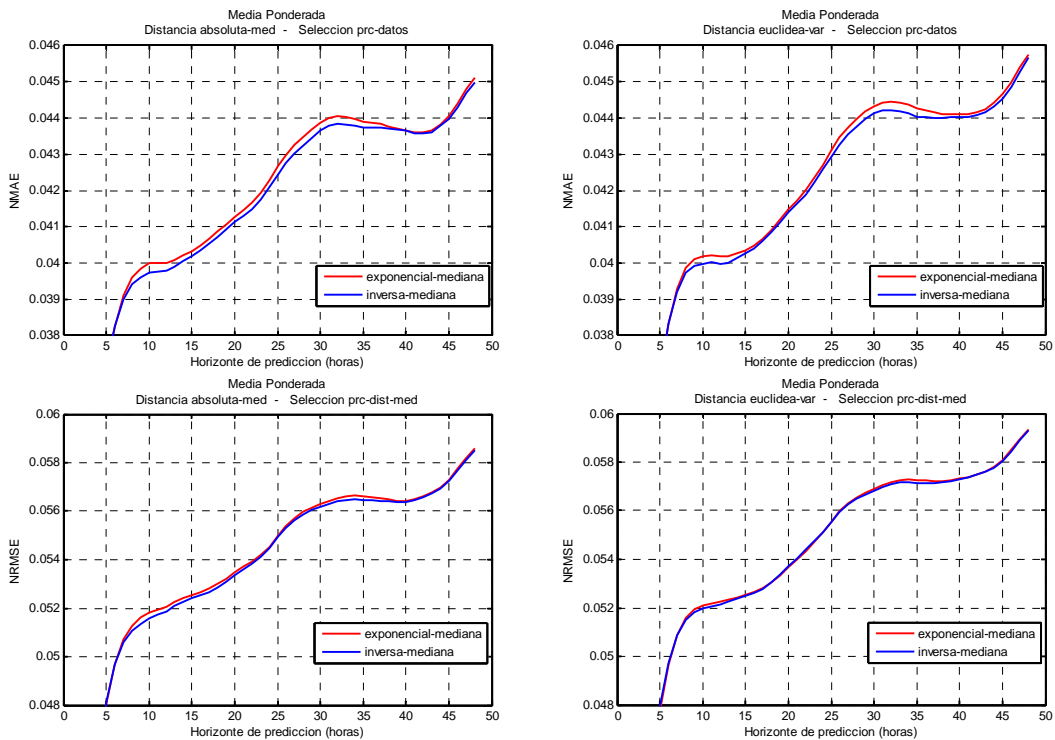 Media Ponderada
Distancia absoluta-med - Seleccion prc-datos
0.046
0.045
0.044
0.043
0.042
0.041
0.04
0.039
0.038
NMAE
exponencial-mediana
inversa-mediana
0 5 10 15 20 25 30 35 40 45 50
Horizonte de prediccion (horas)
Media Ponderada
Distancia euclidea-var - Seleccion prc-datos
0.046
0.045
0.044
0.043
0.042
0.041
0.04
0.039
0.038
NMAE
exponencial-mediana
inversa-mediana
0 5 10 15 20 25 30 35 40 45 50
Horizonte de prediccion (horas)
Media Ponderada
Distancia absoluta-med - Seleccion prc-dist-med
0.06
0.058
0.056
0.054
0.052
0.05
0.048
NRMSE
exponencial-mediana
inversa-mediana
0 5 10 15 20 25 30 35 40 45 50
Horizonte de prediccion (horas)
Media Ponderada
Distancia euclidea-var - Seleccion prc-dist-med
0.06
0.058
0.056
0.054
0.052
0.05
0.048
NRMSE
exponencial-mediana
inversa-mediana
0 5 10 15 20 25 30 35 40 45 50
Horizonte de prediccion (horas)